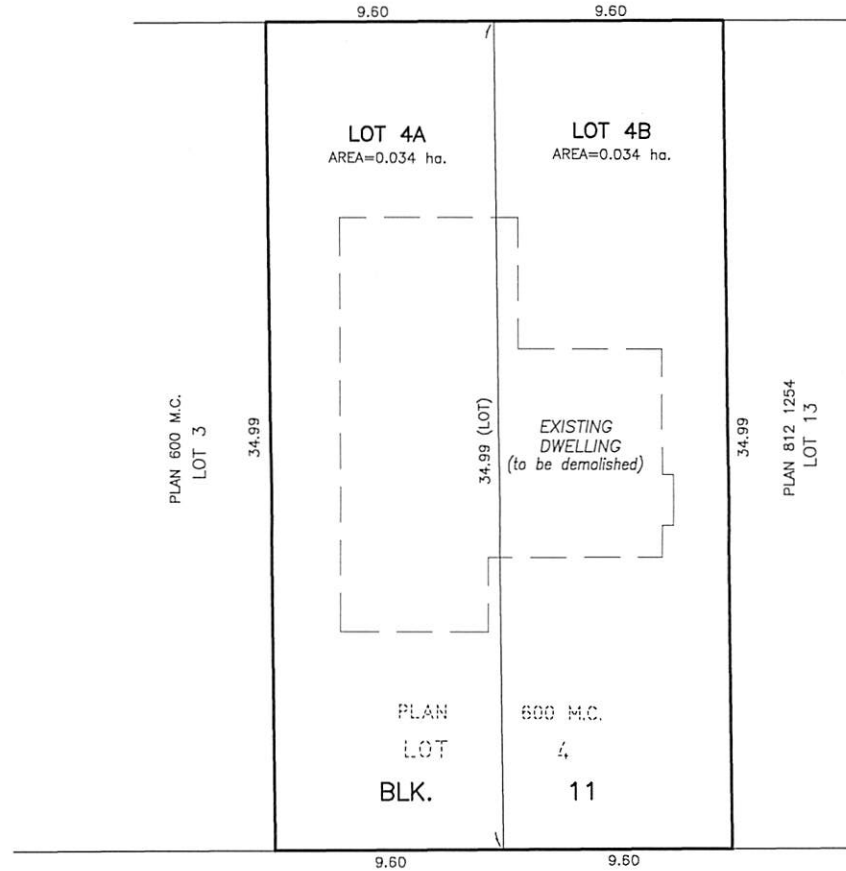 9.60
9.60
LOT 4A
AREA=0.034 ha.
LOT 4B
AREA=0.034 ha.
PLAN 600 M.C.
LOT 3
34.99
34.99 (LOT)
EXISTING
DWELLING
(to be demolished)
34.99
PLAN 812 1254
LOT 13
PLAN 600 M.C.
LOT 4
BLK. 11
9.60
9.60